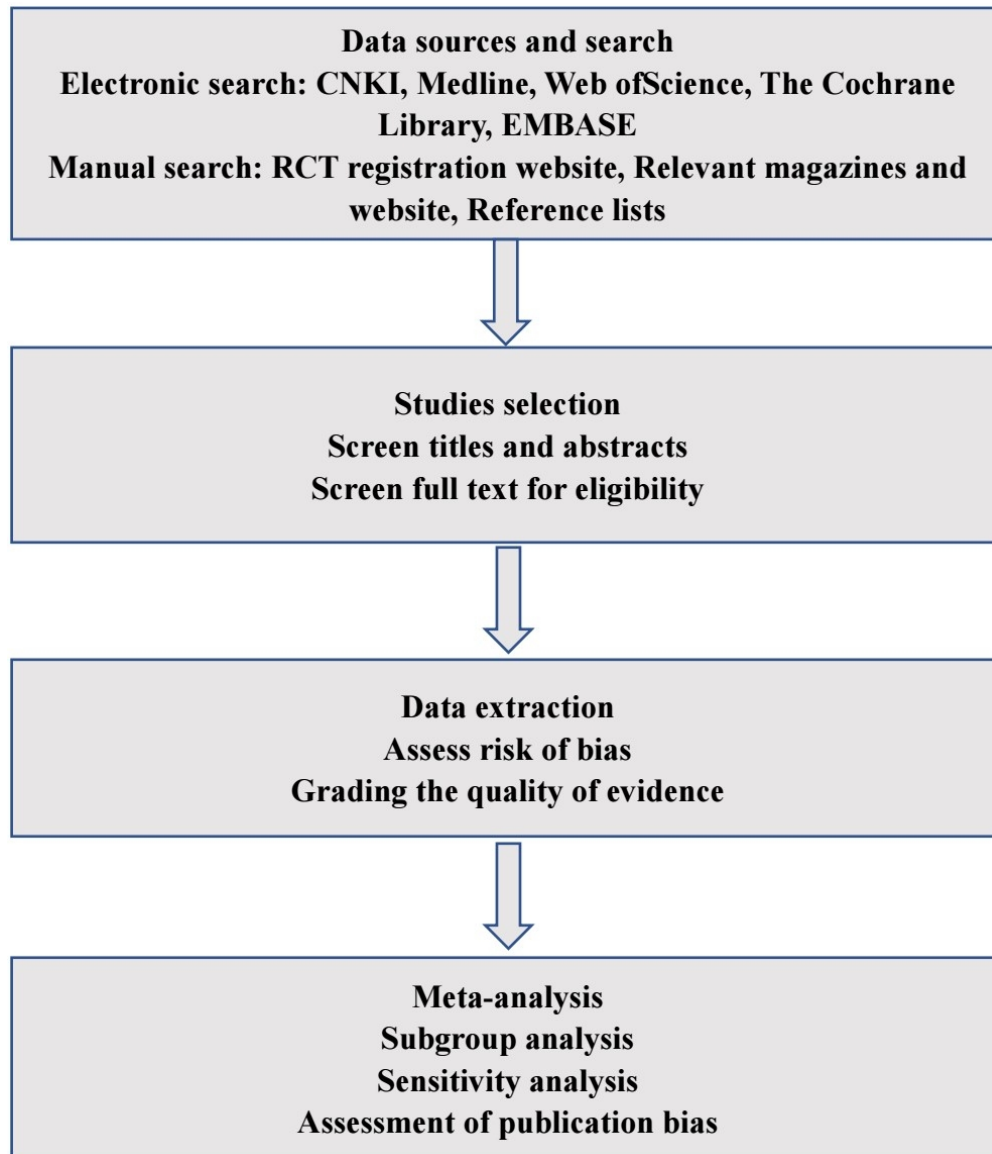 Data sources and search
Electronic search: CNKI, Medline, Web ofScience, The Cochrane
Library, EMBASE
Manual search: RCT registration website, Relevant magazines and
website, Reference lists
Studies selection
Screen titles and abstracts
Screen full text for eligibility
Data extraction
Assess risk of bias
Grading the quality of evidence
Meta-analysis
Subgroup analysis
Sensitivity analysis
Assessment of publication bias